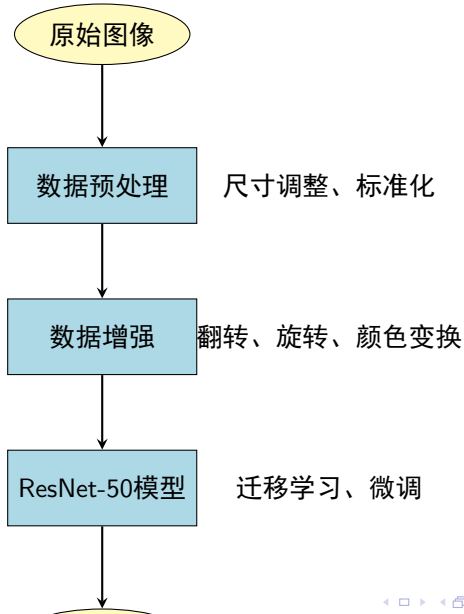 原始图像
数据预处理 尺寸调整、标准化
数据增强 翻转、旋转、颜色变换
ResNet-50模型 迁移学习、微调